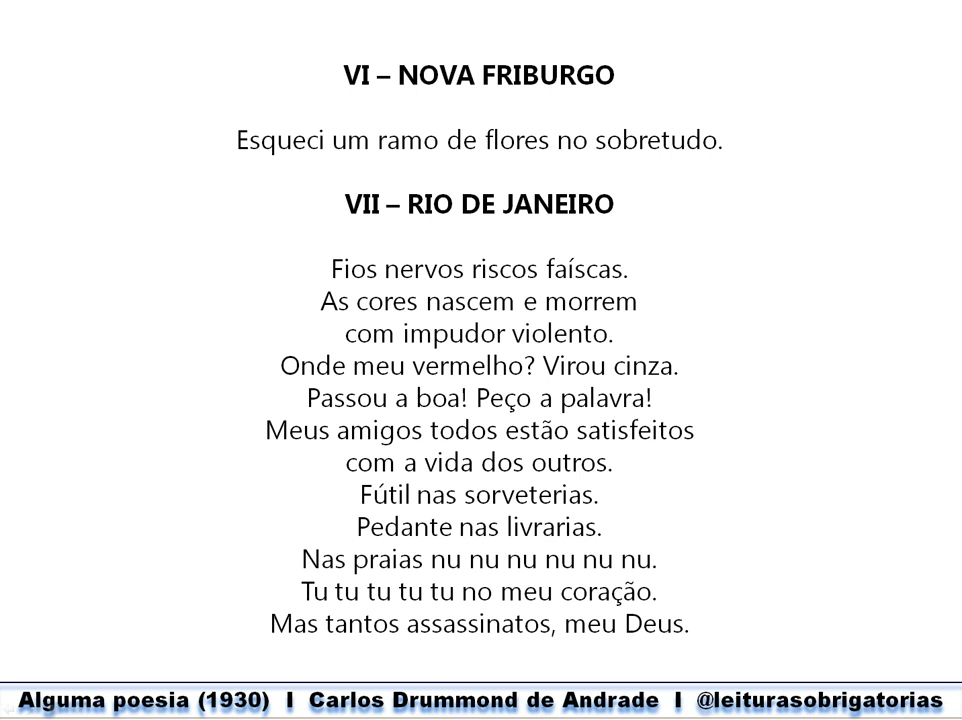 VI – NOVA FRIBURGO
Esqueci um ramo de flores no sobretudo.
VII – RIO DE JANEIRO
Fios nervos riscos faíscas.
As cores nascem e morrem
com impudor violento.
Onde meu vermelho? Virou cinza.
Passou a boa! Peço a palavra!
Meus amigos todos estão satisfeitos
com a vida dos outros.
Fútil nas sorveterias.
Pedante nas livrarias.
Nas praias nu nu nu nu nu nu.
Tu tu tu tu tu no meu coração.
Mas tantos assassinatos, meu Deus.
Alguma poesia (1930) I Carlos Drummond de Andrade I @leiturasobrigatorias